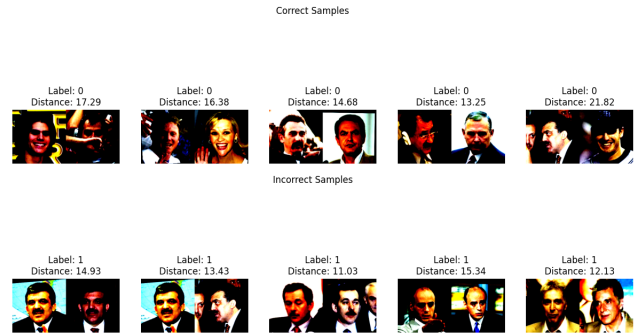 Correct Samples
Label: 0
Distance: 17.29
Label: 0
Distance: 16.38
Label: 0
Distance: 14.68
Label: 0
Distance: 13.25
Label: 0
Distance: 21.82
Incorrect Samples
Label: 1
Distance: 14.93
Label: 1
Distance: 13.43
Label: 1
Distance: 11.03
Label: 1
Distance: 15.34
Label: 1
Distance: 12.13